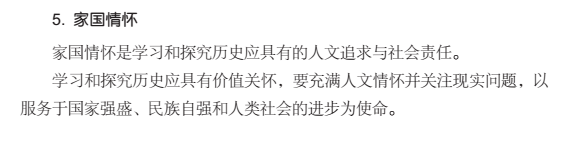 5. 家国情怀
家国情怀是学习和探究历史应具有的人文追求与社会责任。
学习和探究历史应具有价值关怀，要充满人文情怀并关注现实问题，以
服务于国家强盛、民族自强和人类社会的进步为使命。